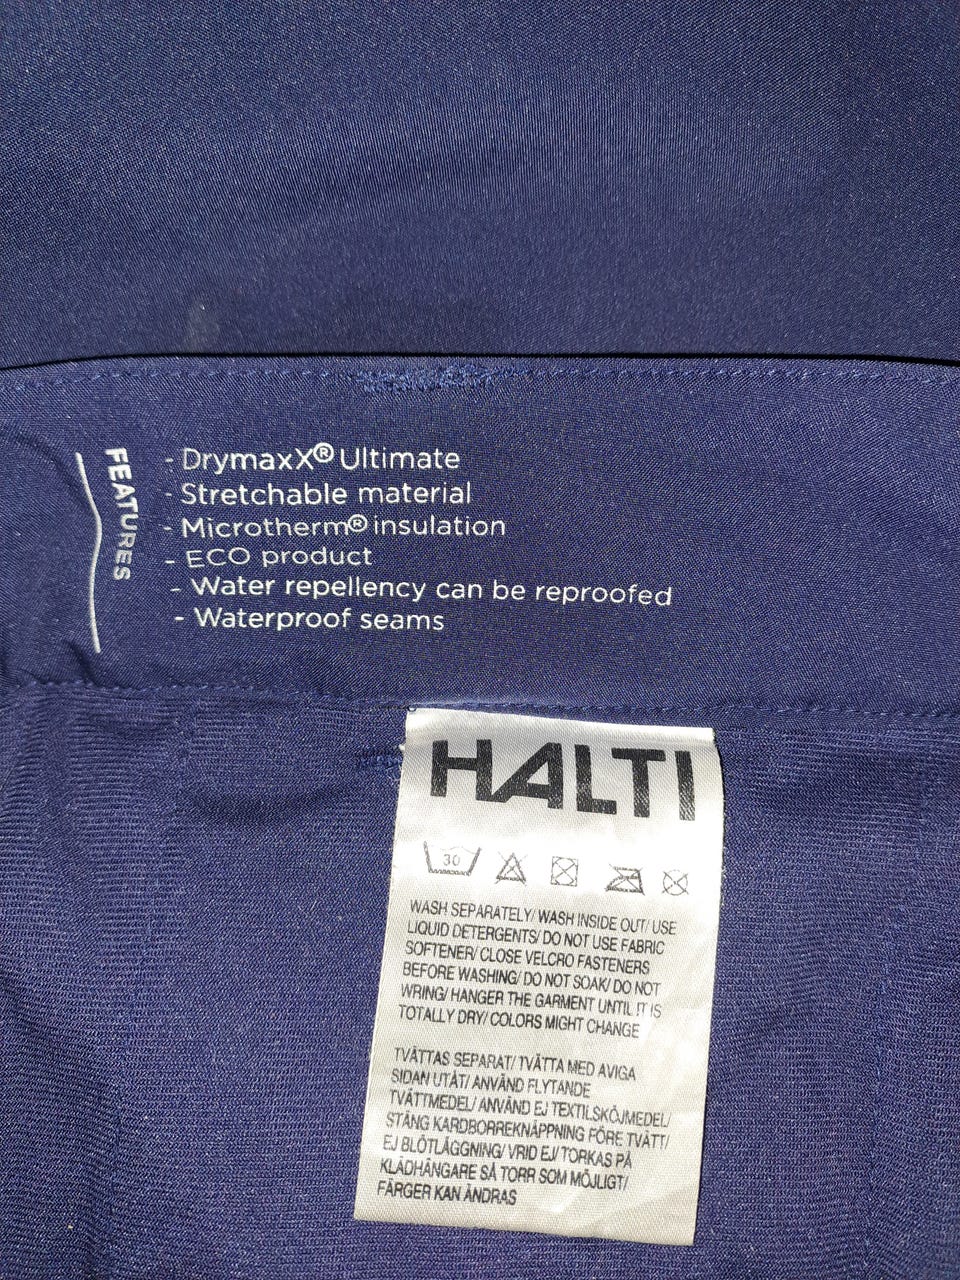 FEATURES
- DrymaxX® Ultimate
- Stretchable material
- Microtherm® insulation
- ECO product
- Water repellency can be reproofed
- Waterproof seams
HALTI
30
WASH SEPARATELY/ WASH INSIDE OUT/ USE
LIQUID DETERGENTS/ DO NOT USE FABRIC
SOFTENER/ CLOSE VELCRO FASTENERS
BEFORE WASHING/ DO NOT SOAK/ DO NOT
WRING/ HANGER THE GARMENT UNTIL IT IS
TOTALLY DRY/ COLORS MIGHT CHANGE
TVÄTTAS SEPARAT/ TVÄTTA MED AVIGA
SIDAN UTÅT/ ANVÄND FLYTANDE
TVÄTTMEDEL/ ANVÄND EJ TEXTILSKÖJMEDEL/
STÄNG KARDBORREKNÄPPNING FÖRE TVÄTT/
EJ BLÖTLÄGGNING/ VRID EJ/ TORKAS PÅ
KLÄDHÄNGARE SÅ TORR SOM MÖJLIGT/
FÄRGER KAN ÄNDRAS